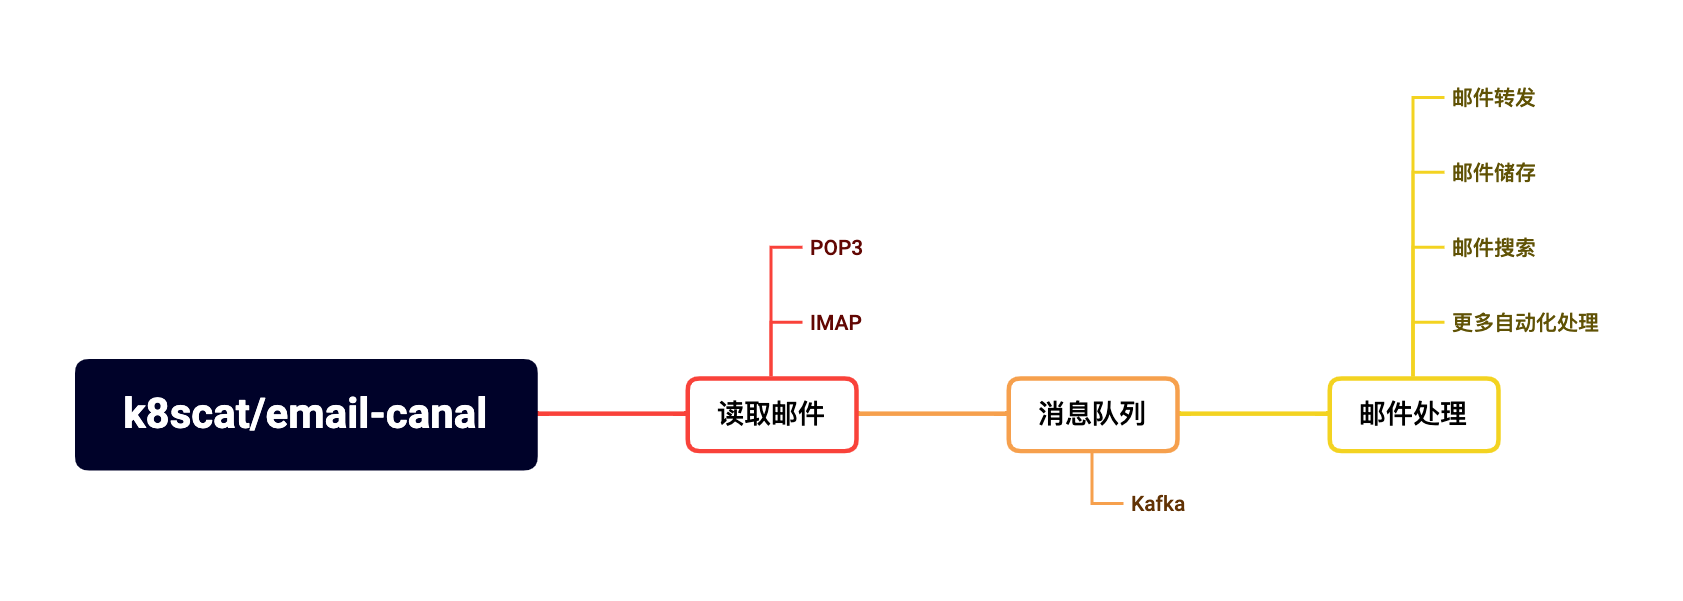 k8scat/email-canal
读取邮件
POP3
IMAP
消息队列
Kafka
邮件处理
邮件转发
邮件储存
邮件搜索
更多自动化处理